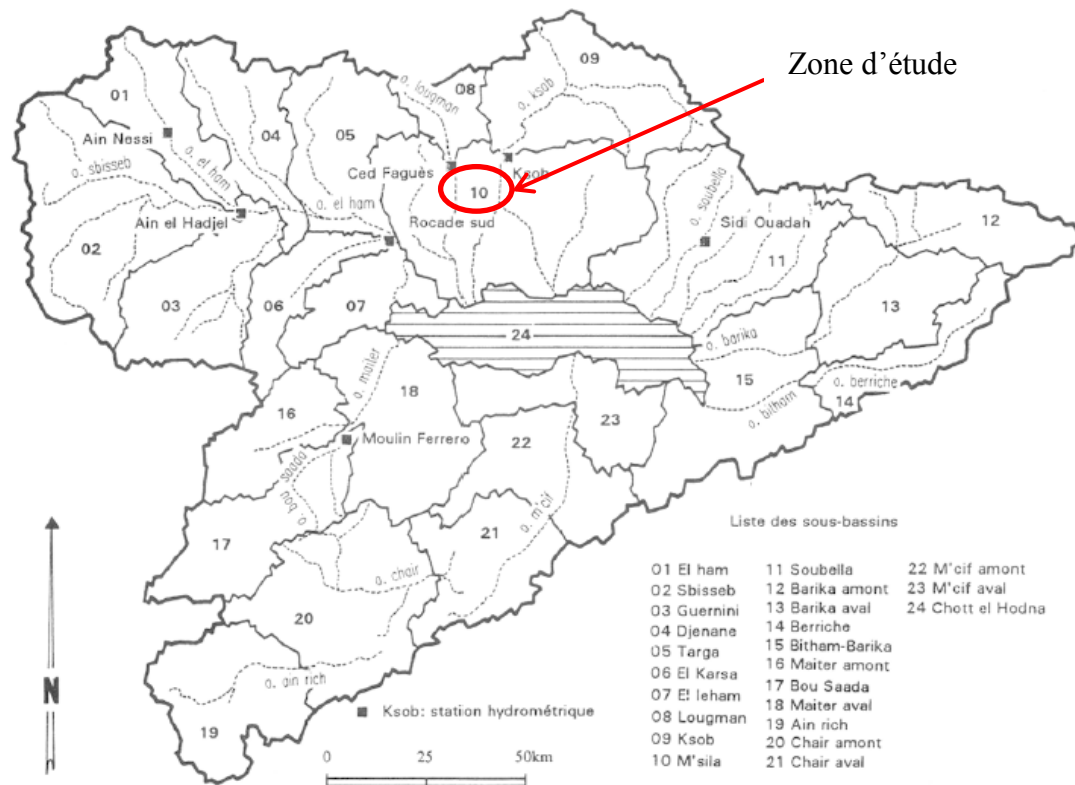 Zone d'étude
01
04
05
08
09
o. lougman
o. ksab
Ain Nessi
o. sbisseb
o. el ham
Ced Faguès
Ksob
10
o. soubella
12
Ain el Hadjel
o. el ham
Rocade sud
Sidi Ouadah
02
11
03
06
07
13
24
o. barika
o. maiter
15
o. berriche
16
18
o. bitham
14
23
Moulin Ferrero
22
o. bou saada
o. m'cif
17
21
o. chair
20
o. ain rich
19
N
Ksob: station hydrométrique
0 25 50km
Liste des sous-bassins
01 El ham
02 Sbisseb
03 Guernini
04 Djenane
05 Targa
06 El Karsa
07 El leham
08 Lougman
09 Ksob
10 M'sila
11 Soubella
12 Barika amont
13 Barika aval
14 Berriche
15 Bitham-Barika
16 Maiter amont
17 Bou Saada
18 Maiter aval
19 Ain rich
20 Chair amont
21 Chair aval
22 M'cif amont
23 M'cif aval
24 Chott el Hodna